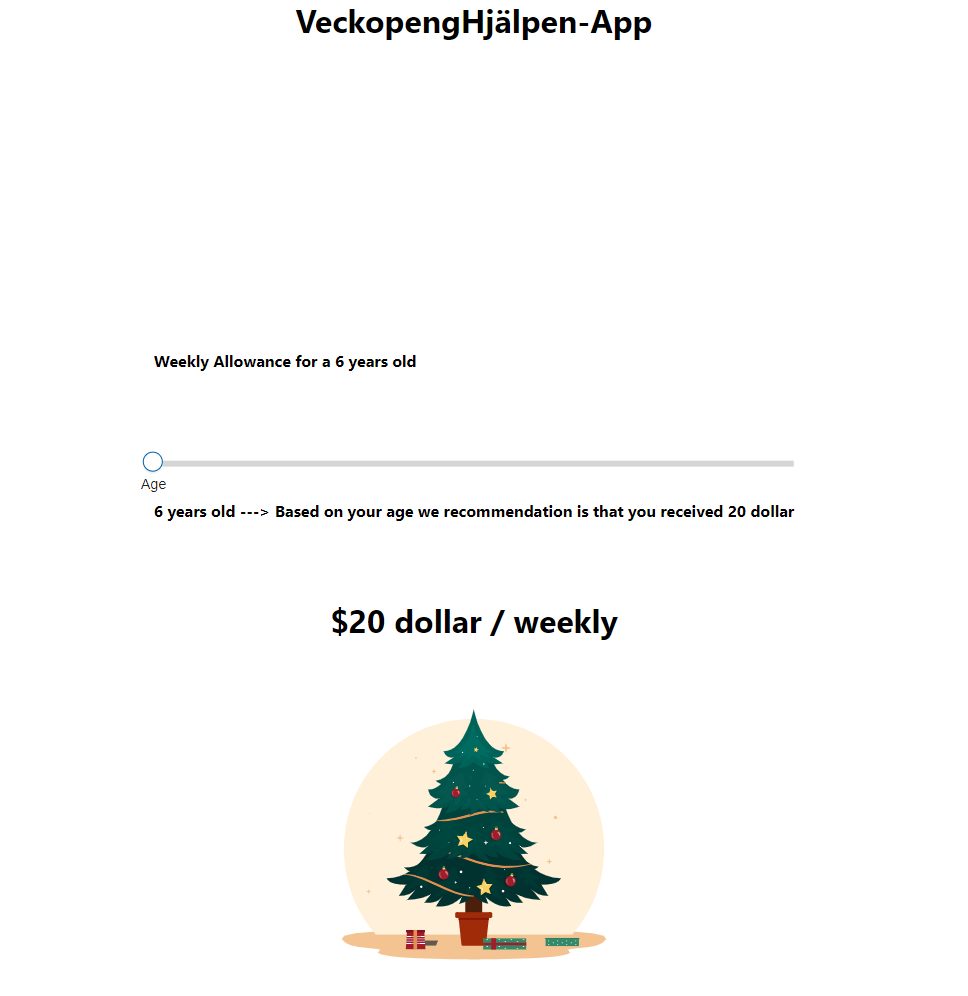 VeckopengHjälpen-App
Weekly Allowance for a 6 years old
Age
6 years old ---> Based on your age we recommendation is that you received 20 dollar
$20 dollar / weekly